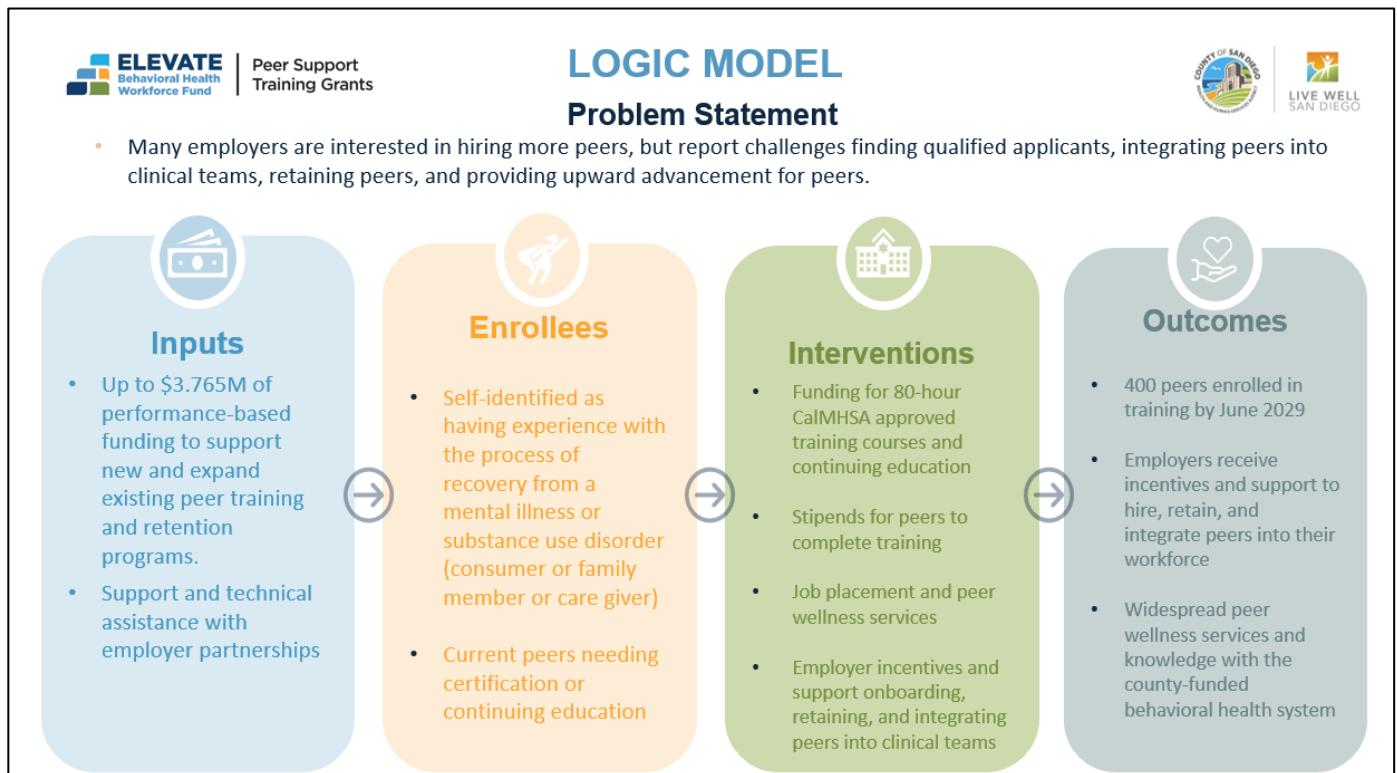 ELEVATE
Behavioral Health
Workforce Fund
Peer Support
Training Grants
LOGIC MODEL
COUNTY OF SAN DIEGO
HEALTH AND HUMAN SERVICES AGENCY
LIVE WELL
SAN DIEGO
Problem Statement
• Many employers are interested in hiring more peers, but report challenges finding qualified applicants, integrating peers into
clinical teams, retaining peers, and providing upward advancement for peers.
Inputs
• Up to $3.765M of
performance-based
funding to support
new and expand
existing peer training
and retention
programs.
• Support and technical
assistance with
employer partnerships
Enrollees
• Self-identified as
having experience with
the process of
recovery from a
mental illness or
substance use disorder
(consumer or family
member or care giver)
• Current peers needing
certification or
continuing education
Interventions
• Funding for 80-hour
CalMHSA approved
training courses and
continuing education
• Stipends for peers to
complete training
• Job placement and peer
wellness services
• Employer incentives and
support onboarding,
retaining, and integrating
peers into clinical teams
Outcomes
• 400 peers enrolled in
training by June 2029
• Employers receive
incentives and support to
hire, retain, and
integrate peers into their
workforce
• Widespread peer
wellness services and
knowledge with the
county-funded
behavioral health system